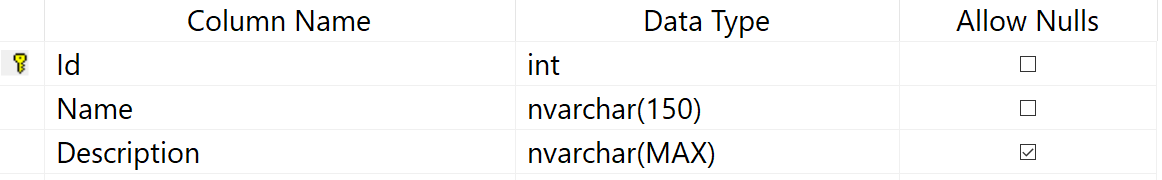 Column Name Data Type Allow Nulls
Id int
Name nvarchar(150)
Description nvarchar(MAX)